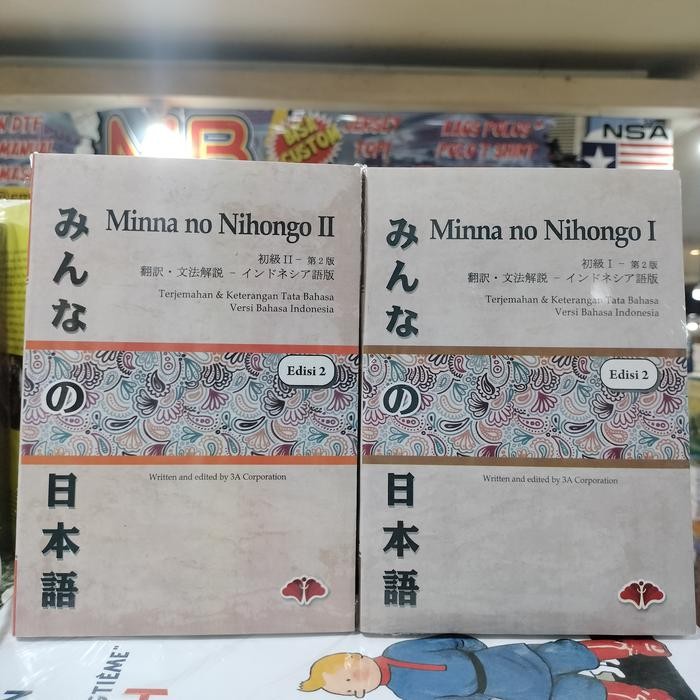 NSA
みんなの日本語
Minna no Nihongo II
初級 II – 第2版
翻訳・文法解説 – インドネシア語版
Terjemahan & Keterangan Tata Bahasa
Versi Bahasa Indonesia
Edisi 2
Written and edited by 3A Corporation
みんなの日本語
Minna no Nihongo I
初級 I – 第2版
翻訳・文法解説 – インドネシア語版
Terjemahan & Keterangan Tata Bahasa
Versi Bahasa Indonesia
Edisi 2
Written and edited by 3A Corporation